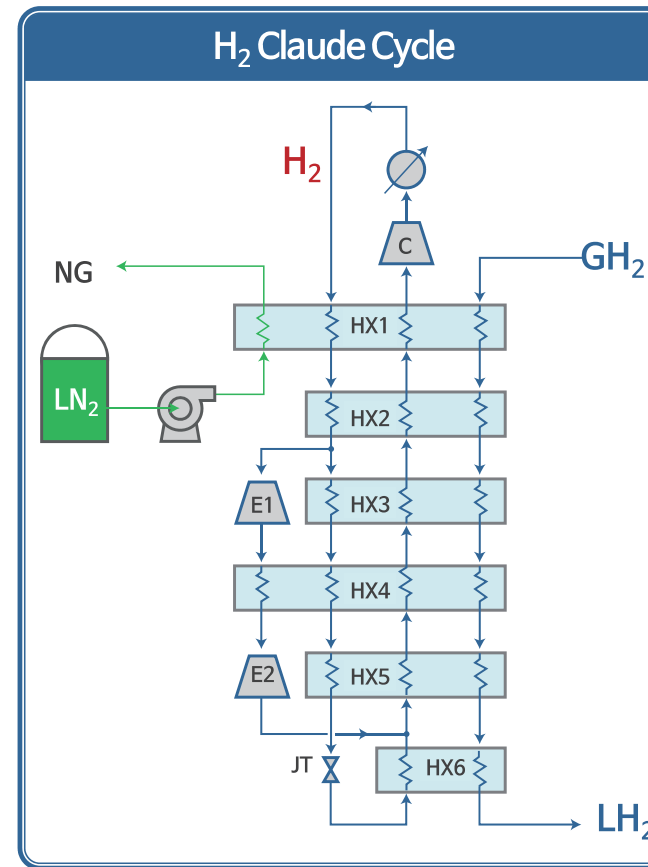 H₂ Claude Cycle
H₂
C
NG
GH₂
HX1
LN₂
HX2
E1
HX3
HX4
E2
HX5
JT
HX6
LH₂